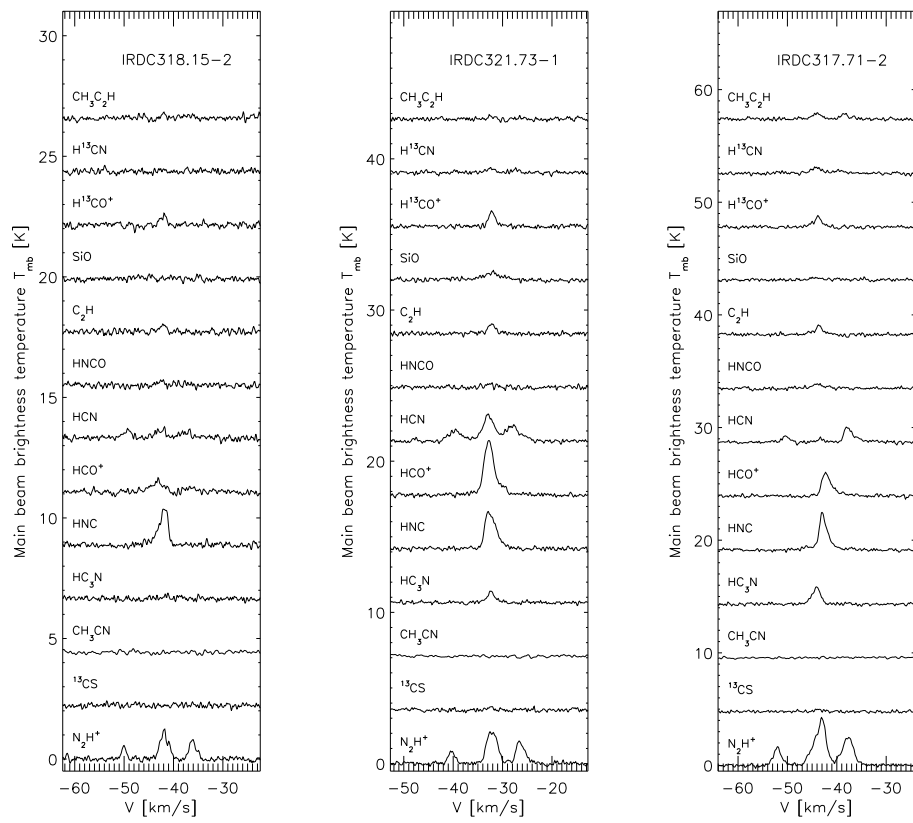 IRDC318.15−2
Main beam brightness temperature T_mb [K]
30
25
20
15
10
5
0
CH₃C₂H
H¹³CN
H¹³CO⁺
SiO
C₂H
HNCO
HCN
HCO⁺
HNC
HC₃N
CH₃CN
¹³CS
N₂H⁺
−60 −50 −40 −30
V [km/s]
IRDC321.73−1
Main beam brightness temperature T_mb [K]
40
30
20
10
0
CH₃C₂H
H¹³CN
H¹³CO⁺
SiO
C₂H
HNCO
HCN
HCO⁺
HNC
HC₃N
CH₃CN
¹³CS
N₂H⁺
−50 −40 −30 −20
V [km/s]
IRDC317.71−2
Main beam brightness temperature T_mb [K]
60
50
40
30
20
10
0
CH₃C₂H
H¹³CN
H¹³CO⁺
SiO
C₂H
HNCO
HCN
HCO⁺
HNC
HC₃N
CH₃CN
¹³CS
N₂H⁺
−60 −50 −40 −30
V [km/s]